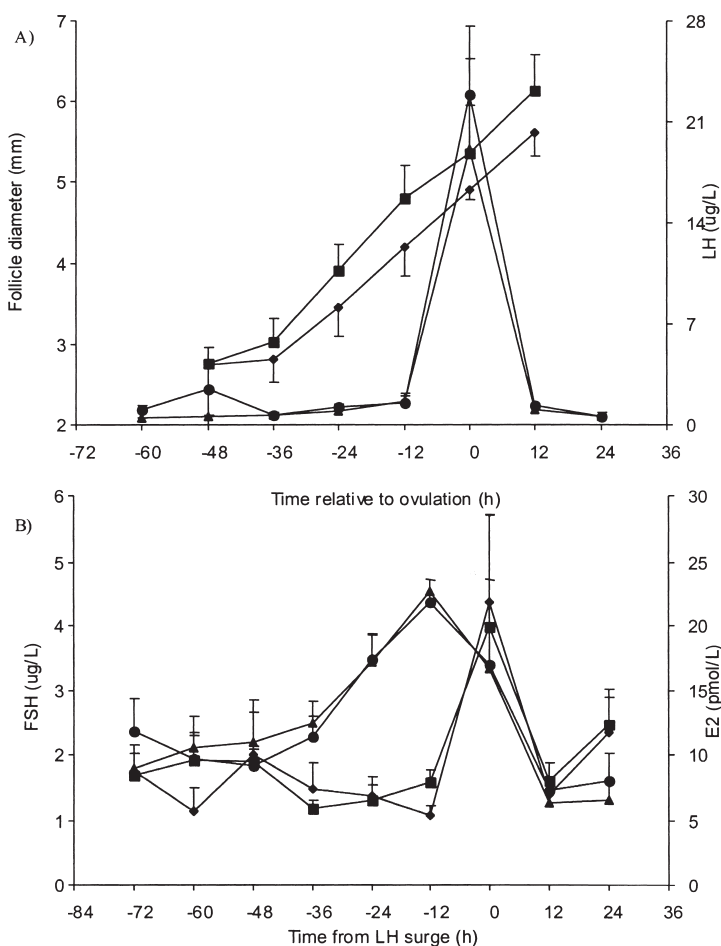 A)
7
6
5
4
3
2
Follicle diameter (mm)
28
21
14
7
0
LH (ug/L)
-72 -60 -48 -36 -24 -12 0 12 24 36
Time relative to ovulation (h)
B)
6
5
4
3
2
1
0
FSH (ug/L)
30
25
20
15
10
5
0
E2 (pmol/L)
-84 -72 -60 -48 -36 -24 -12 0 12 24 36
Time from LH surge (h)